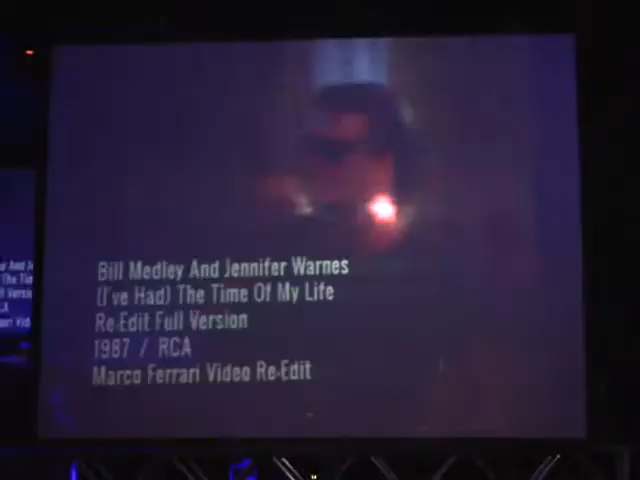 Bill Medley And Jennifer Warnes
(I've Had) The Time Of My Life
Re-Edit Full Version
1987 / RCA
Marco Ferrari Video Re-Edit